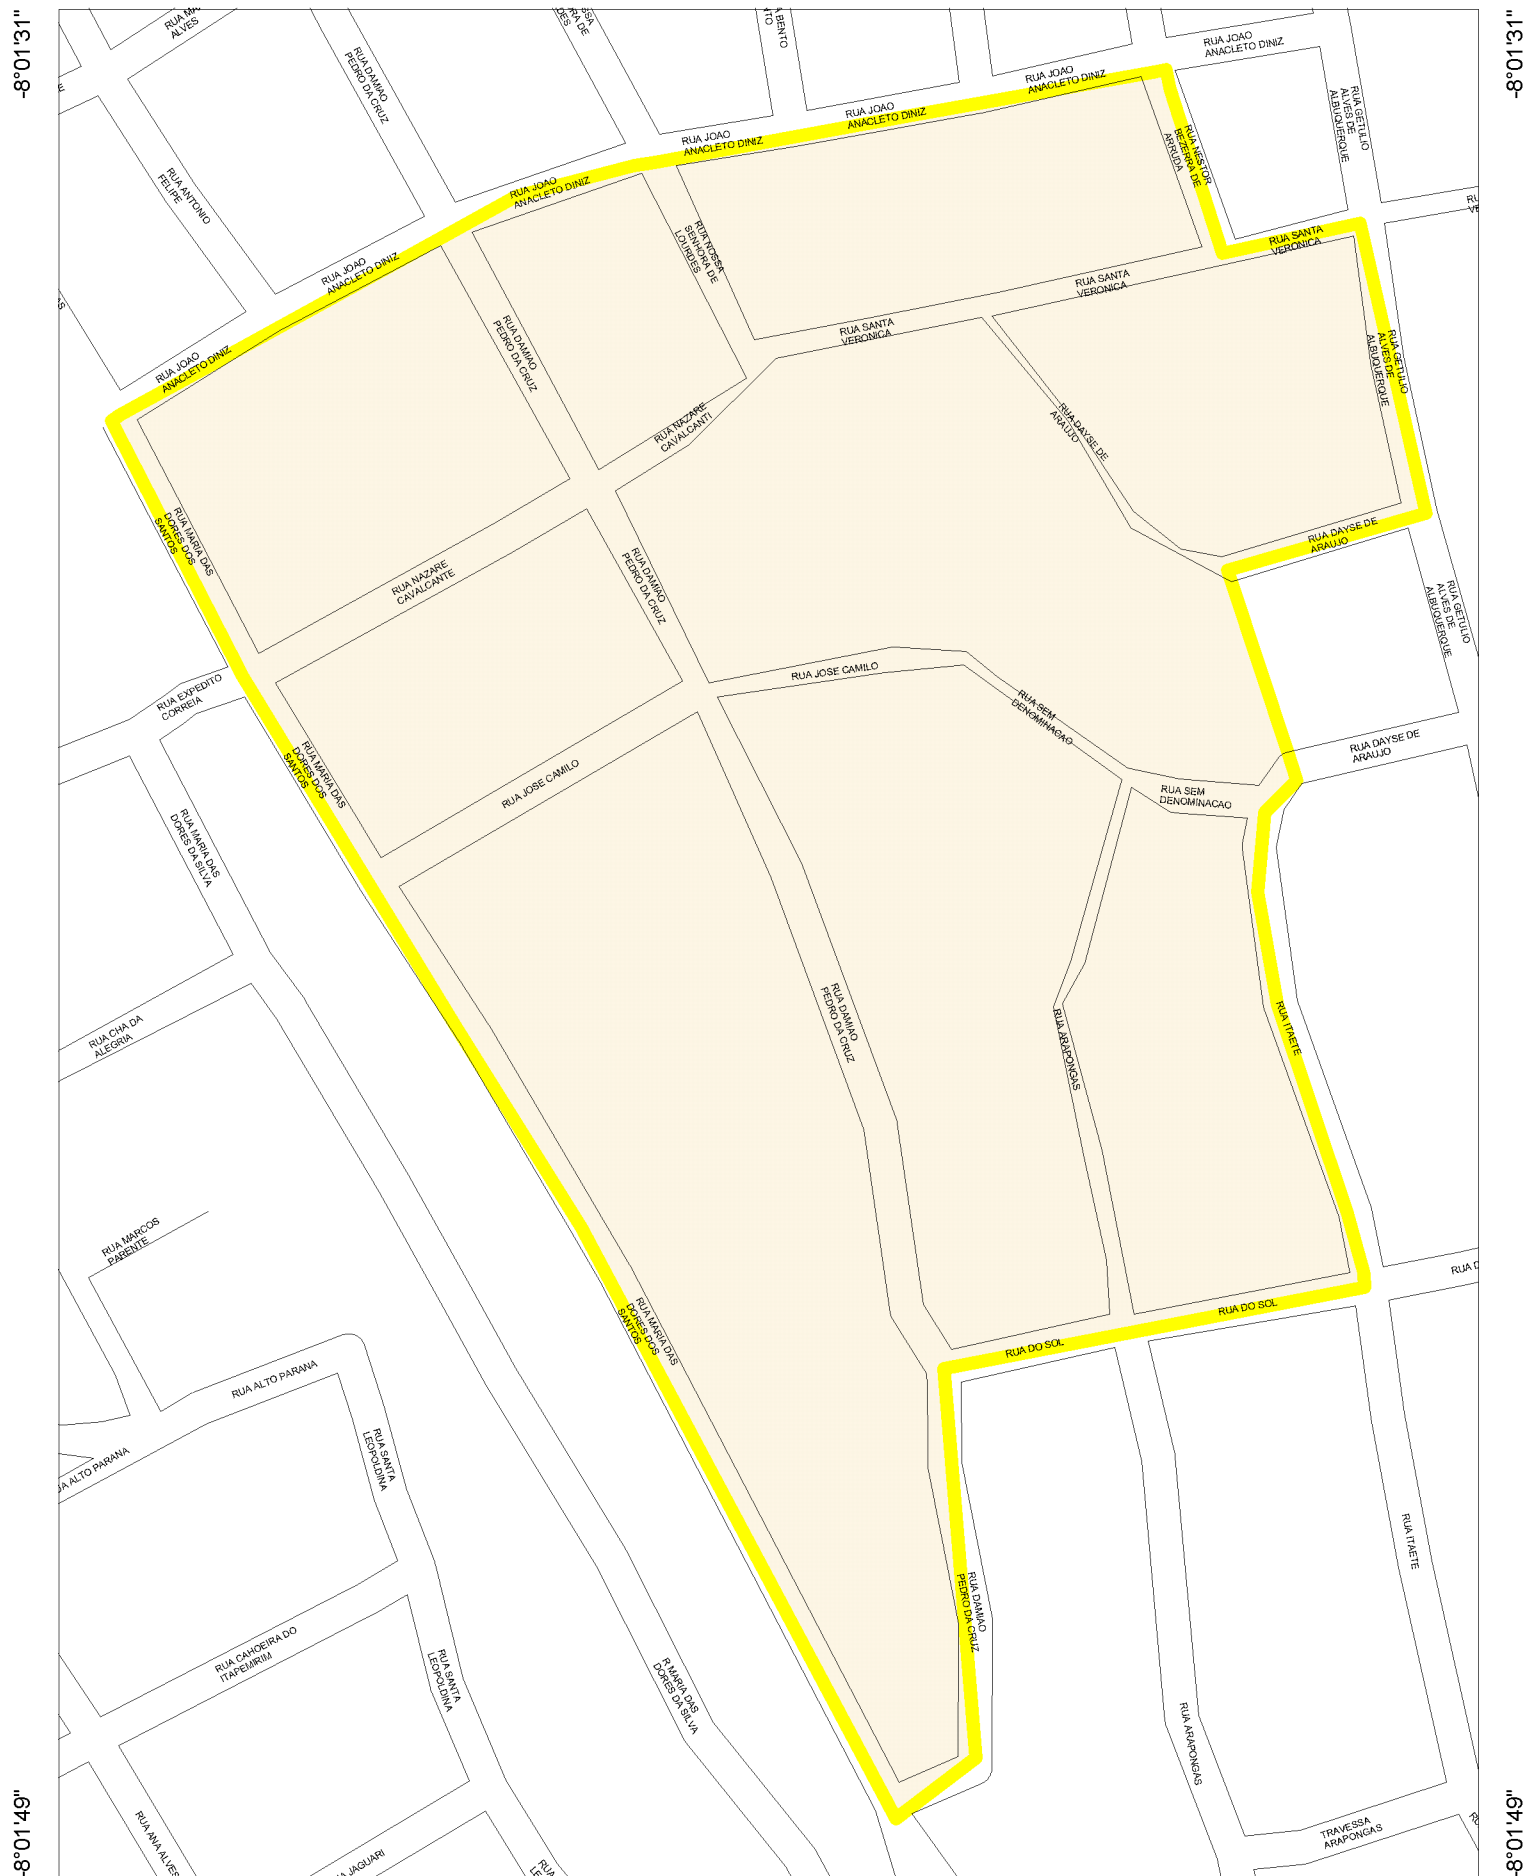 -8°01'31"
-8°01'31"
ALVES
RUA DAMIAO
PEDRO DA CRUZ
RUA JOAO
ANACLETO DINIZ
RUA JOAO
ANACLETO DINIZ
RUA JOAO
ANACLETO DINIZ
RUA JOAO
ANACLETO DINIZ
RUA GETULIO
ALVES DE
ALBUQUERQUE
RUA NESTOR
BEZERRA DE
ARRUDA
RUA ANTONIO
FELIPE
RUA JOAO
ANACLETO DINIZ
RUA JOAO
ANACLETO DINIZ
RUA JOAO
ANACLETO DINIZ
RUA NOSSA
SENHORA DE
LOURDES
RUA SANTA
VERONICA
RUA SANTA
VERONICA
RUA SANTA
VERONICA
RUA DAMIAO
PEDRO DA CRUZ
RUA GETULIO
ALVES DE
ALBUQUERQUE
RUA NAZARE
CAVALCANTI
RUA DAYSE DE
ARAUJO
RUA MARIA DAS
DORES DOS
SANTOS
RUA DAYSE DE
ARAUJO
RUA NAZARE
CAVALCANTE
RUA DAMIAO
PEDRO DA CRUZ
RUA GETULIO
ALVES DE
ALBUQUERQUE
RUA EXPEDITO
CORREIA
RUA JOSE CAMILO
RUA SEM
DENOMINACAO
RUA DAYSE DE
ARAUJO
RUA MARIA DAS
DORES DOS
SANTOS
RUA JOSE CAMILO
RUA SEM
DENOMINACAO
RUA MARIA DAS
DORES DA SILVA
RUA DAMIAO
PEDRO DA CRUZ
RUA ARAPONGAS
RUA ITAETE
RUA CHA DA
ALEGRIA
RUA MARCOS
PARENTE
RUA DO SOL
RUA DO SOL
RUA MARIA DAS
DORES DOS
SANTOS
RUA ALTO PARANA
RUA SANTA
LEOPOLDINA
ALTO PARANA
RUA ITAETE
RUA DAMIAO
PEDRO DA CRUZ
RUA CAHOEIRA DO
ITAPEMIRIM
RUA SANTA
LEOPOLDINA
R MARIA DAS
DORES DA SILVA
RUA ARAPONGAS
RUA ANA ALVES
JAGUARI
TRAVESSA
ARAPONGAS
-8°01'49"
-8°01'49"